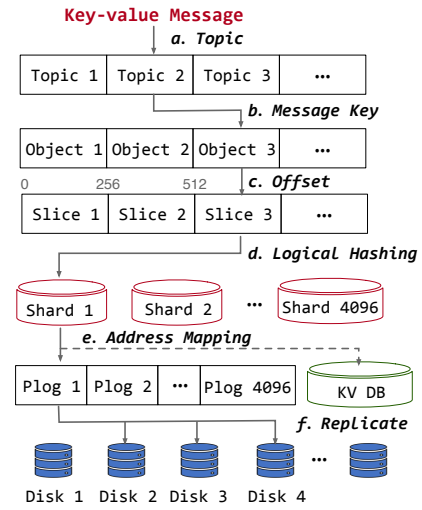 Key-value Message
a. Topic
Topic 1 Topic 2 Topic 3 ...
b. Message Key
Object 1 Object 2 Object 3 ...
0 256 512 c. Offset
Slice 1 Slice 2 Slice 3 ...
d. Logical Hashing
Shard 1 Shard 2 ... Shard 4096
e. Address Mapping
Plog 1 Plog 2 ... Plog 4096 KV DB
f. Replicate
...
Disk 1 Disk 2 Disk 3 Disk 4